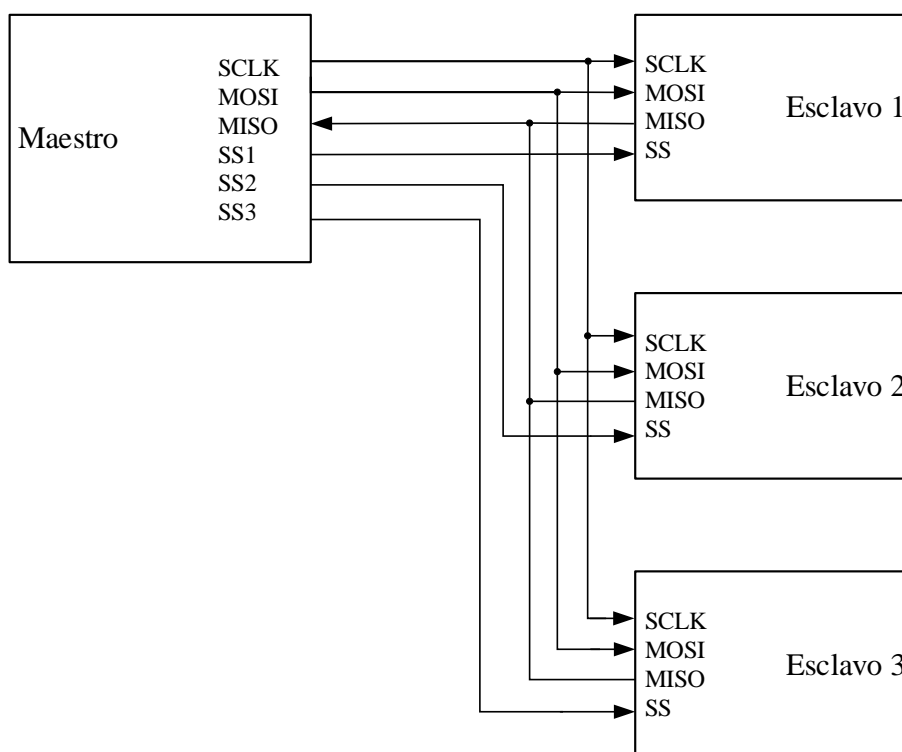 Maestro
SCLK
MOSI
MISO
SS1
SS2
SS3
SCLK
MOSI
MISO
SS
Esclavo 1
SCLK
MOSI
MISO
SS
Esclavo 2
SCLK
MOSI
MISO
SS
Esclavo 3